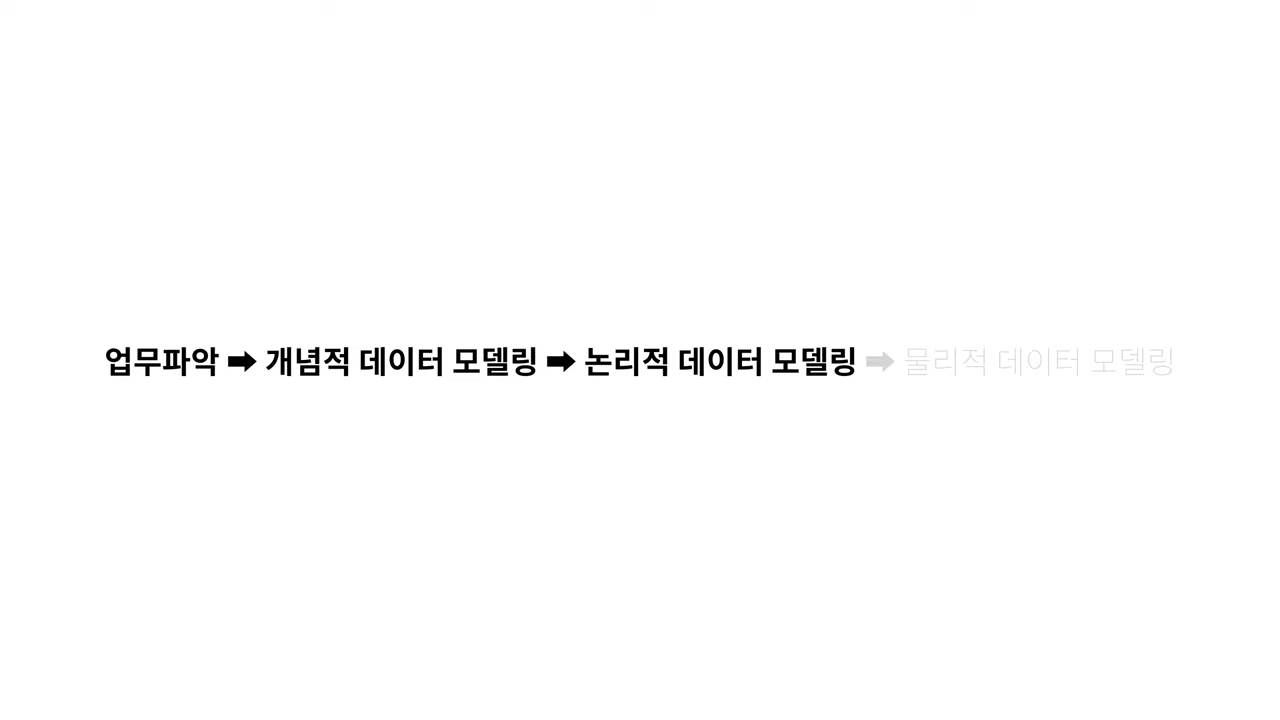 업무파악 ➡ 개념적 데이터 모델링 ➡ 논리적 데이터 모델링 ➡ 물리적 데이터 모델링